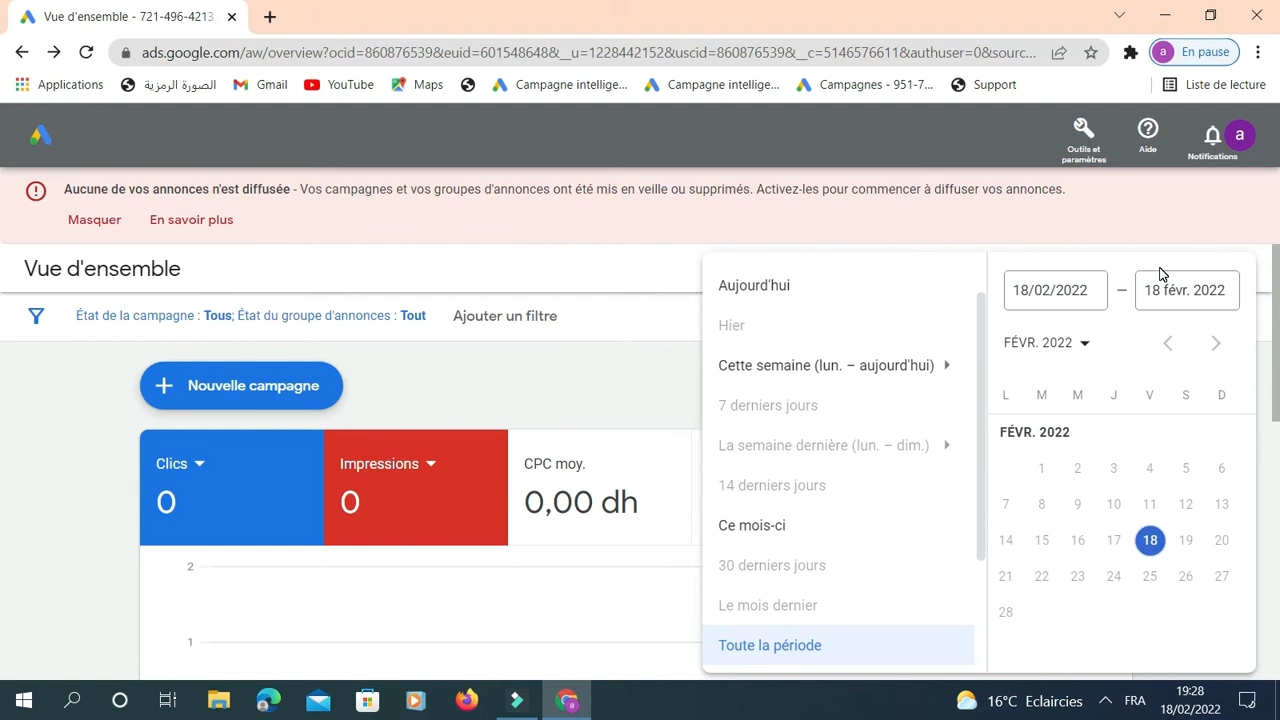 Vue d'ensemble - 721-496-4213
ads.google.com/aw/overview?ocid=860876539&euid=601548648&__u=1228442152&uscid=860876539&__c=5146576611&authuser=0&sourc...
a En pause
Applications
الصورة الرمزية
Gmail
YouTube
Maps
Campagne intellige...
Campagne intellige...
Campagnes - 951-7...
Support
Liste de lecture
Outils et paramètres
Aide
Notifications
a
Aucune de vos annonces n'est diffusée - Vos campagnes et vos groupes d'annonces ont été mis en veille ou supprimés. Activez-les pour commencer à diffuser vos annonces.
Masquer En savoir plus
Vue d'ensemble
État de la campagne : Tous; État du groupe d'annonces : Tout Ajouter un filtre
Nouvelle campagne
Clics
0
Impressions
0
CPC moy.
0,00 dh
2
1
Aujourd'hui
Hier
Cette semaine (lun. – aujourd'hui)
7 derniers jours
La semaine dernière (lun. – dim.)
14 derniers jours
Ce mois-ci
30 derniers jours
Le mois dernier
Toute la période
18/02/2022 – 18 févr. 2022
FÉVR. 2022
L M M J V S D
FÉVR. 2022
1 2 3 4 5 6
7 8 9 10 11 12 13
14 15 16 17 18 19 20
21 22 23 24 25 26 27
28
16°C Eclaircies
FRA
19:28
18/02/2022